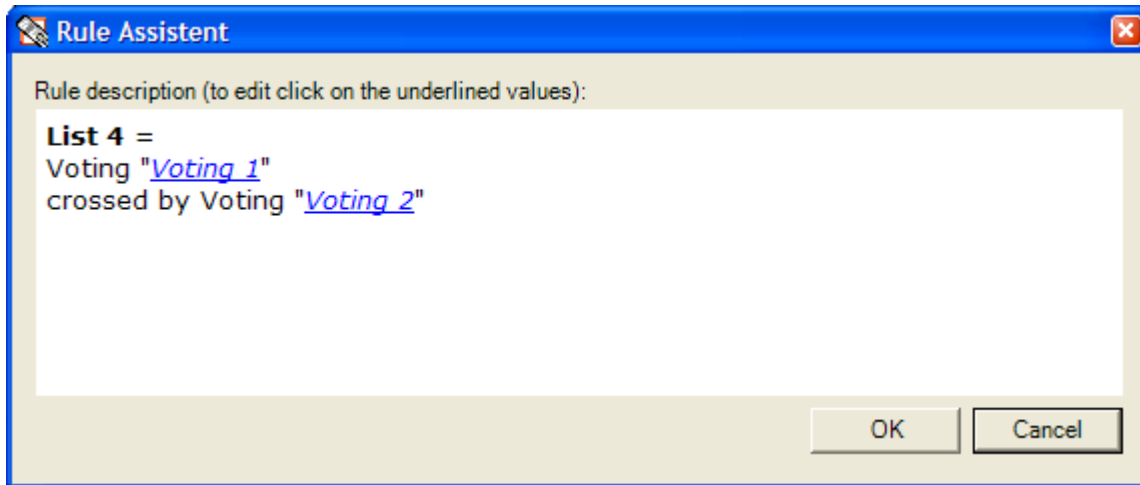 Rule Assistent
Rule description (to edit click on the underlined values):
List 4 =
Voting "Voting 1"
crossed by Voting "Voting 2"
OK Cancel